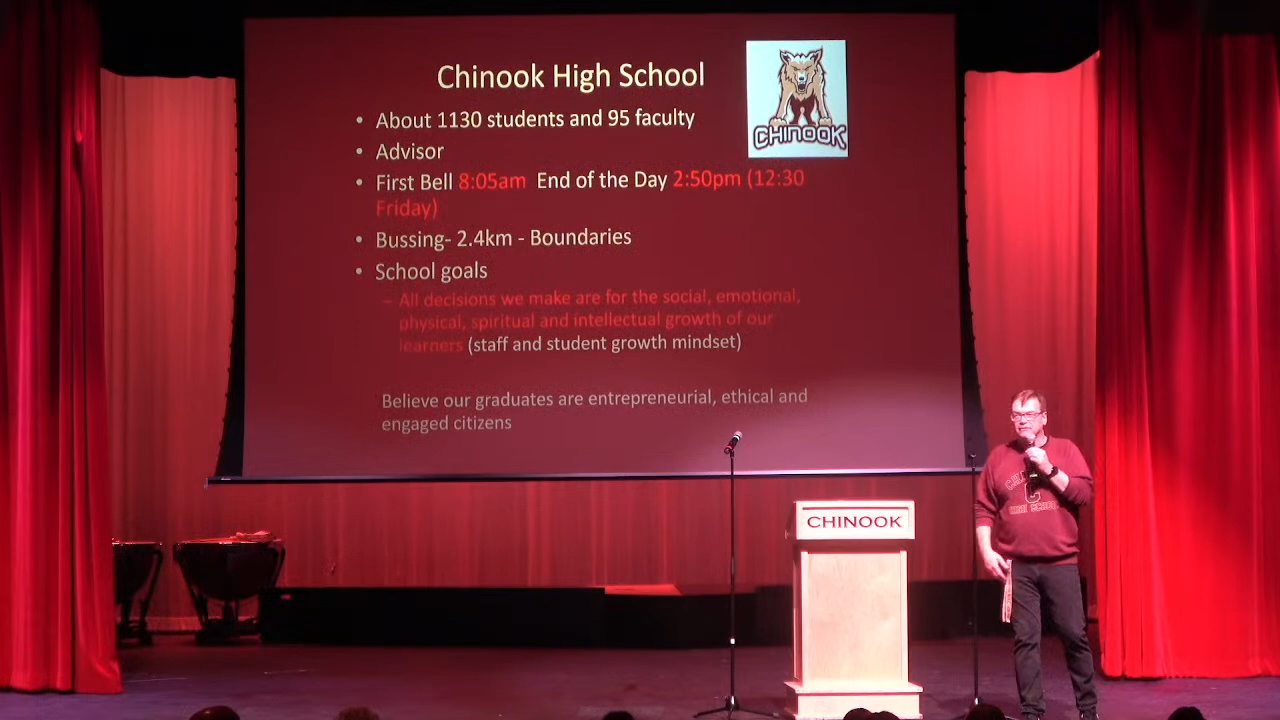 Chinook High School
CHINOOK
• About 1130 students and 95 faculty
• Advisor
• First Bell 8:05am End of the Day 2:50pm (12:30
Friday)
• Bussing- 2.4km - Boundaries
• School goals
– All decisions we make are for the social, emotional,
physical, spiritual and intellectual growth of our
learners (staff and student growth mindset)
Believe our graduates are entrepreneurial, ethical and
engaged citizens
CHINOOK
C
HIGH SCHOOL